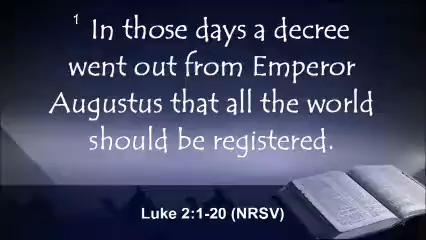 1 In those days a decree
went out from Emperor
Augustus that all the world
should be registered.
Luke 2:1-20 (NRSV)